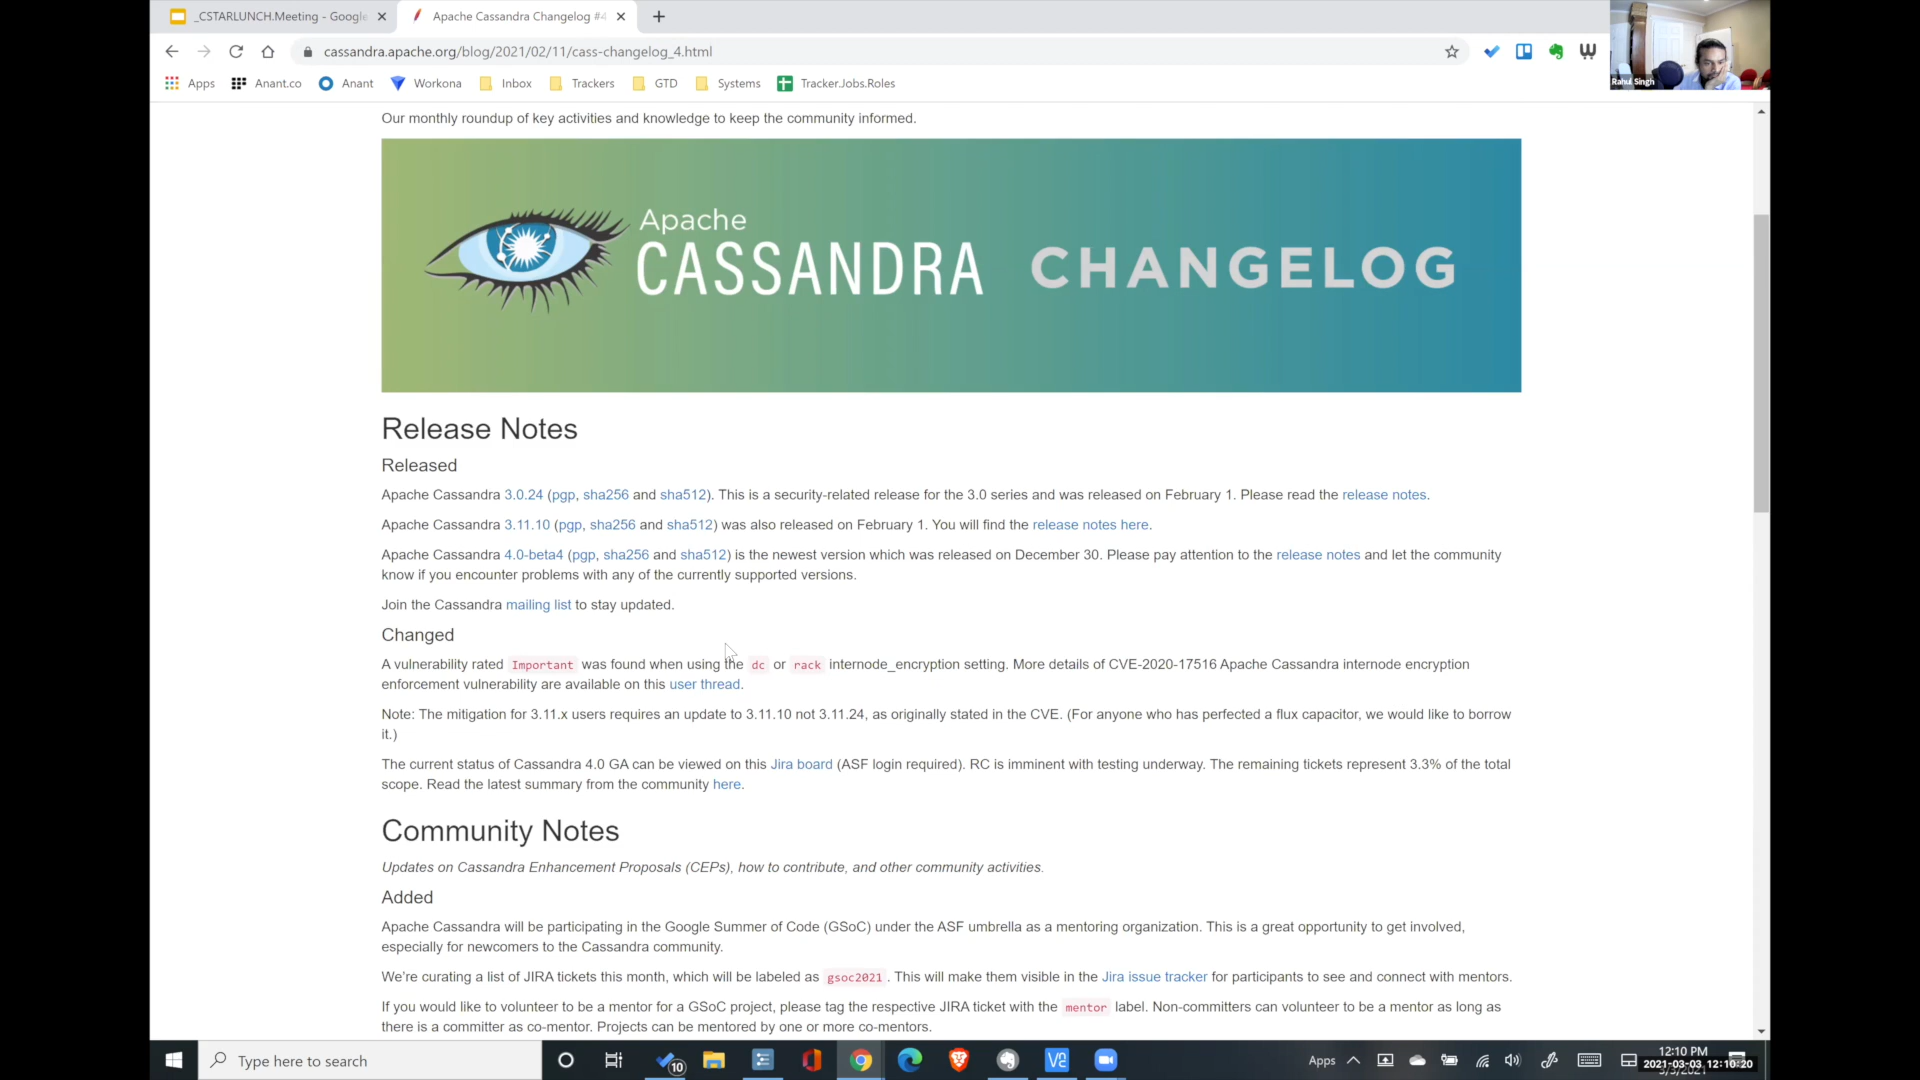 _CSTARLUNCH.Meeting - Google
Apache Cassandra Changelog #4
cassandra.apache.org/blog/2021/02/11/cass-changelog_4.html
Apps Anant.co Anant Workona Inbox Trackers GTD Systems Tracker.Jobs.Roles
Rahul Singh
Our monthly roundup of key activities and knowledge to keep the community informed.
Apache
CASSANDRA CHANGELOG
Release Notes
Released
Apache Cassandra 3.0.24 (pgp, sha256 and sha512). This is a security-related release for the 3.0 series and was released on February 1. Please read the release notes.
Apache Cassandra 3.11.10 (pgp, sha256 and sha512) was also released on February 1. You will find the release notes here.
Apache Cassandra 4.0-beta4 (pgp, sha256 and sha512) is the newest version which was released on December 30. Please pay attention to the release notes and let the community
know if you encounter problems with any of the currently supported versions.
Join the Cassandra mailing list to stay updated.
Changed
A vulnerability rated Important was found when using the dc or rack internode_encryption setting. More details of CVE-2020-17516 Apache Cassandra internode encryption
enforcement vulnerability are available on this user thread.
Note: The mitigation for 3.11.x users requires an update to 3.11.10 not 3.11.24, as originally stated in the CVE. (For anyone who has perfected a flux capacitor, we would like to borrow
it.)
The current status of Cassandra 4.0 GA can be viewed on this Jira board (ASF login required). RC is imminent with testing underway. The remaining tickets represent 3.3% of the total
scope. Read the latest summary from the community here.
Community Notes
Updates on Cassandra Enhancement Proposals (CEPs), how to contribute, and other community activities.
Added
Apache Cassandra will be participating in the Google Summer of Code (GSoC) under the ASF umbrella as a mentoring organization. This is a great opportunity to get involved,
especially for newcomers to the Cassandra community.
We're curating a list of JIRA tickets this month, which will be labeled as gsoc2021 . This will make them visible in the Jira issue tracker for participants to see and connect with mentors.
If you would like to volunteer to be a mentor for a GSoC project, please tag the respective JIRA ticket with the mentor label. Non-committers can volunteer to be a mentor as long as
there is a committer as co-mentor. Projects can be mentored by one or more co-mentors.
Type here to search
10
Apps
12:10 PM
2021-03-03 12:10:20